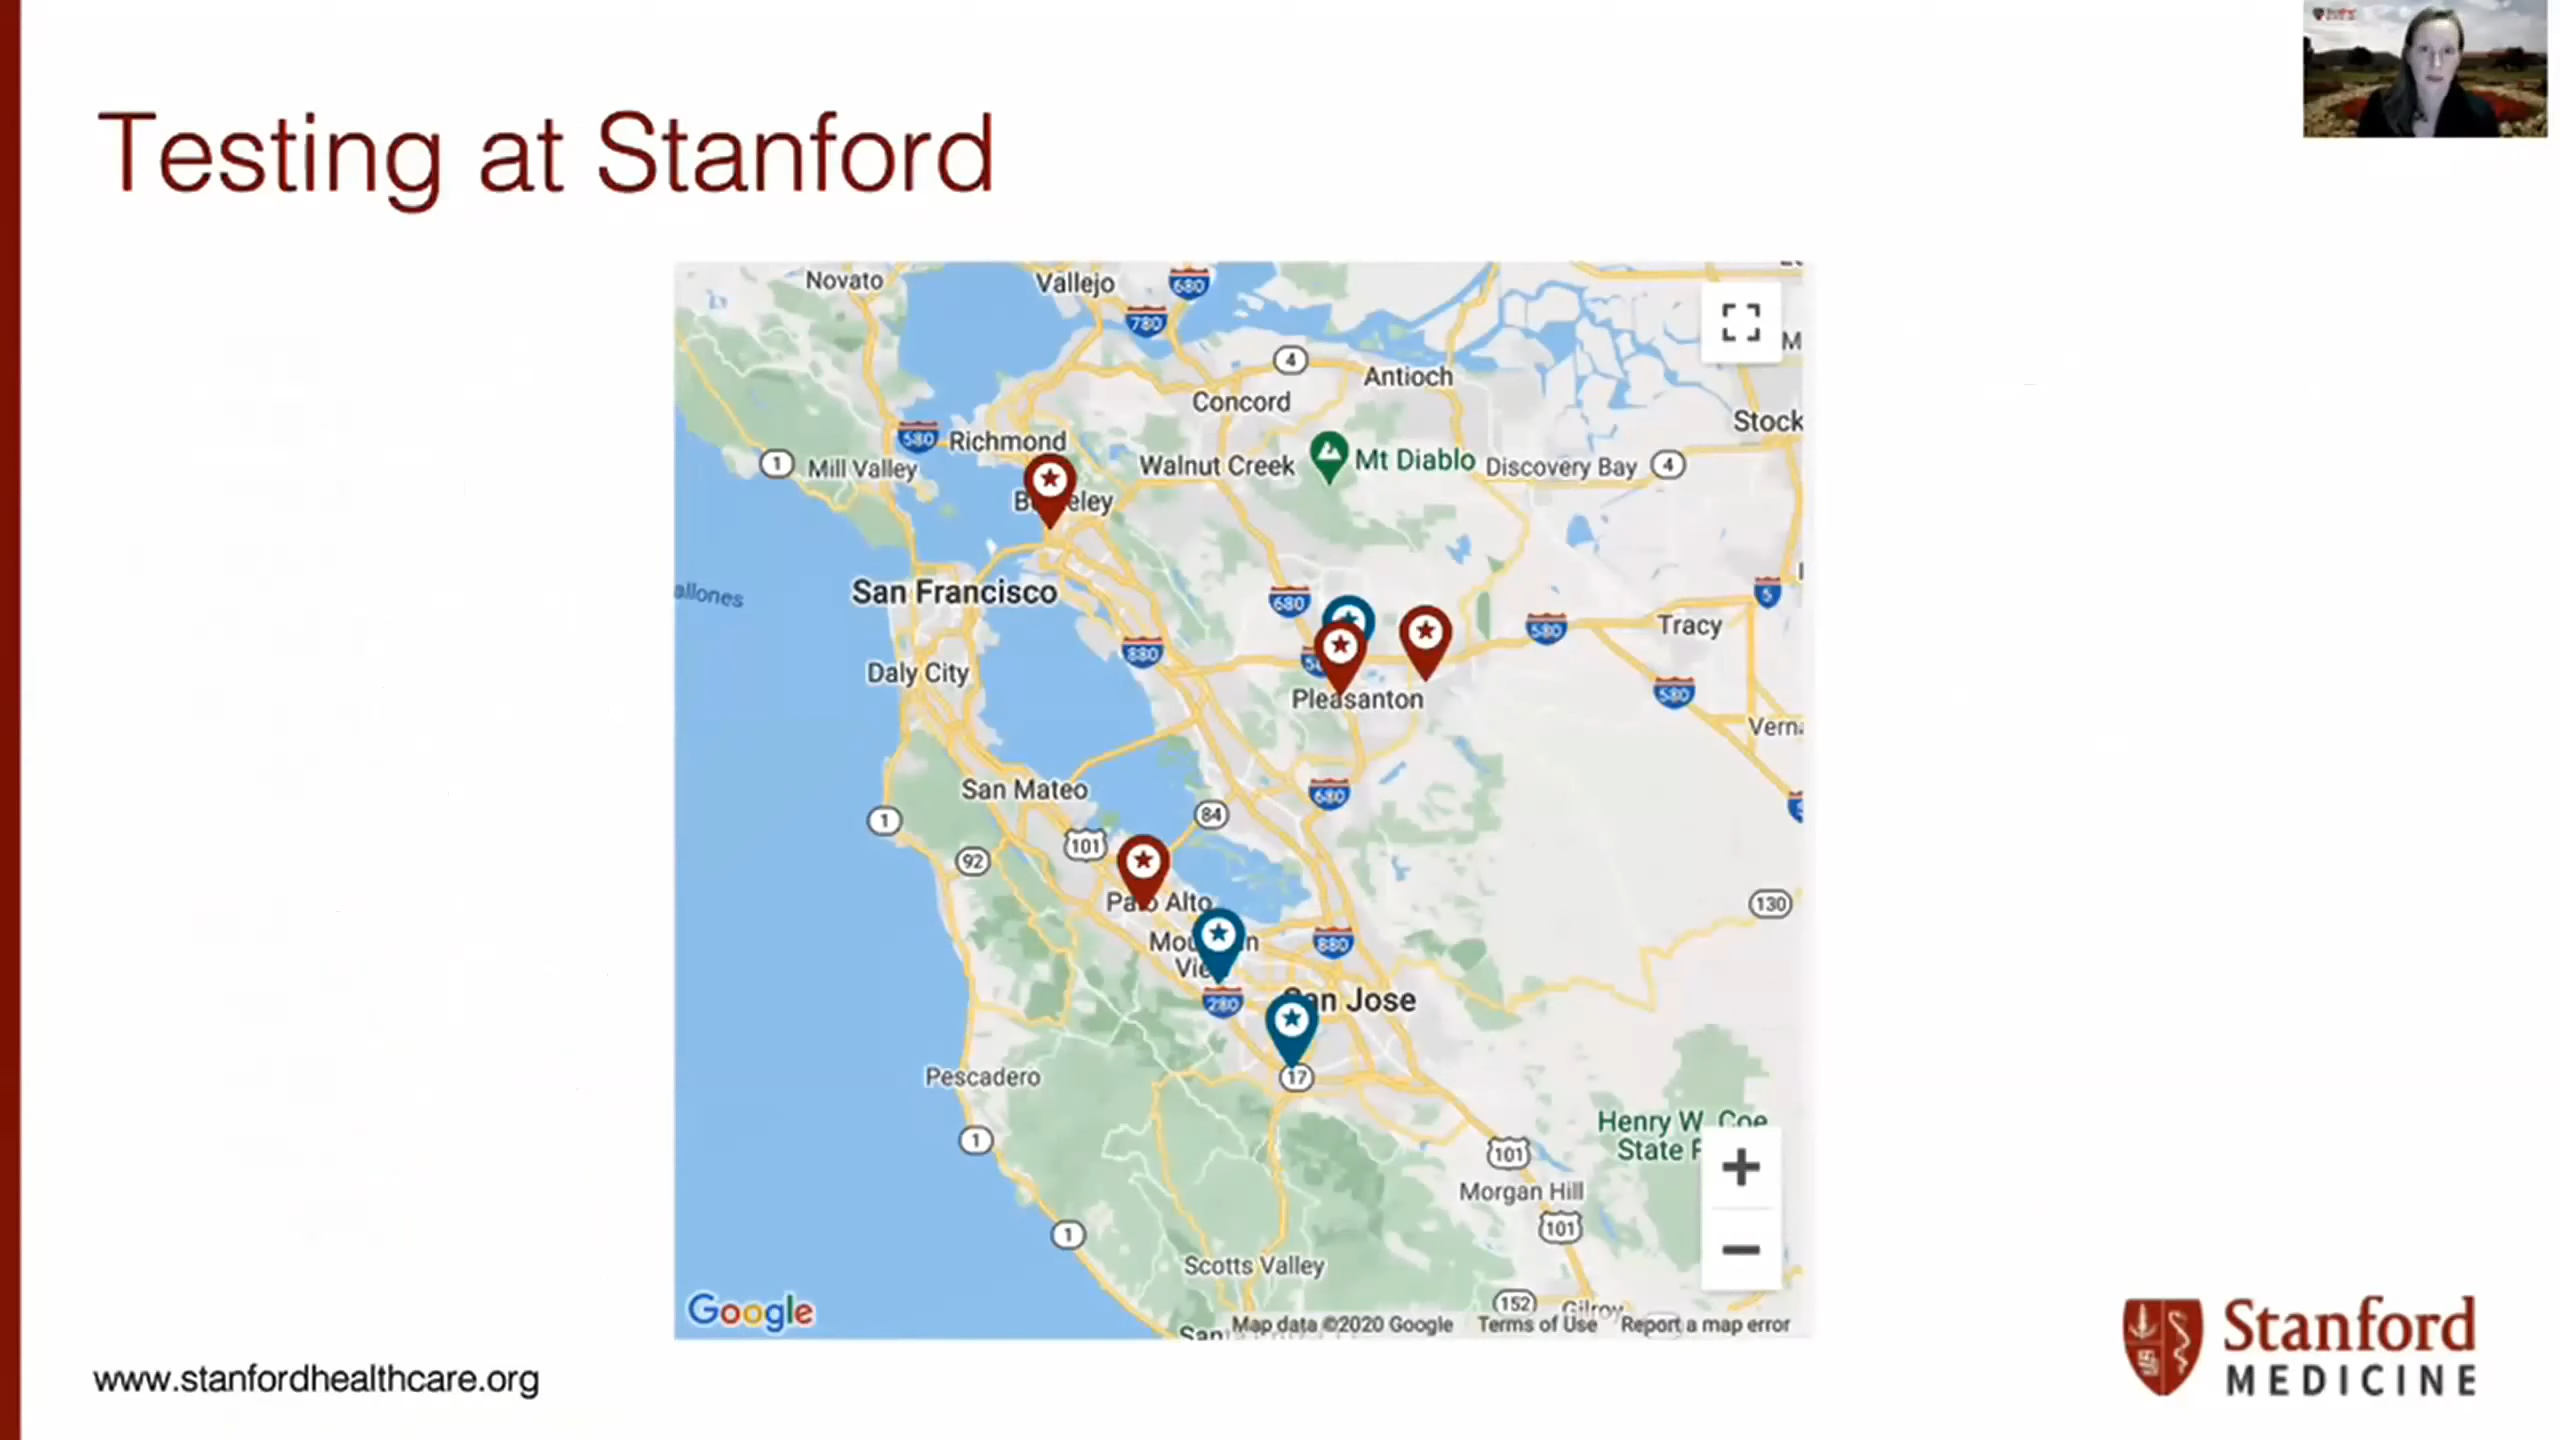 Testing at Stanford
Novato
Vallejo
680
780
4
Antioch
Concord
Stock
580
Richmond
1
Mill Valley
Walnut Creek
Mt Diablo
Discovery Bay
4
allones
San Francisco
680
5
580
Tracy
880
Daly City
Pleasanton
580
Verna
San Mateo
680
1
84
101
92
130
880
280
San Jose
17
Pescadero
1
Henry W. Coe
101
Morgan Hill
101
1
Scotts Valley
152
Gilroy
Google
Map data ©2020 Google
Terms of Use
Report a map error
www.stanfordhealthcare.org
Stanford
MEDICINE